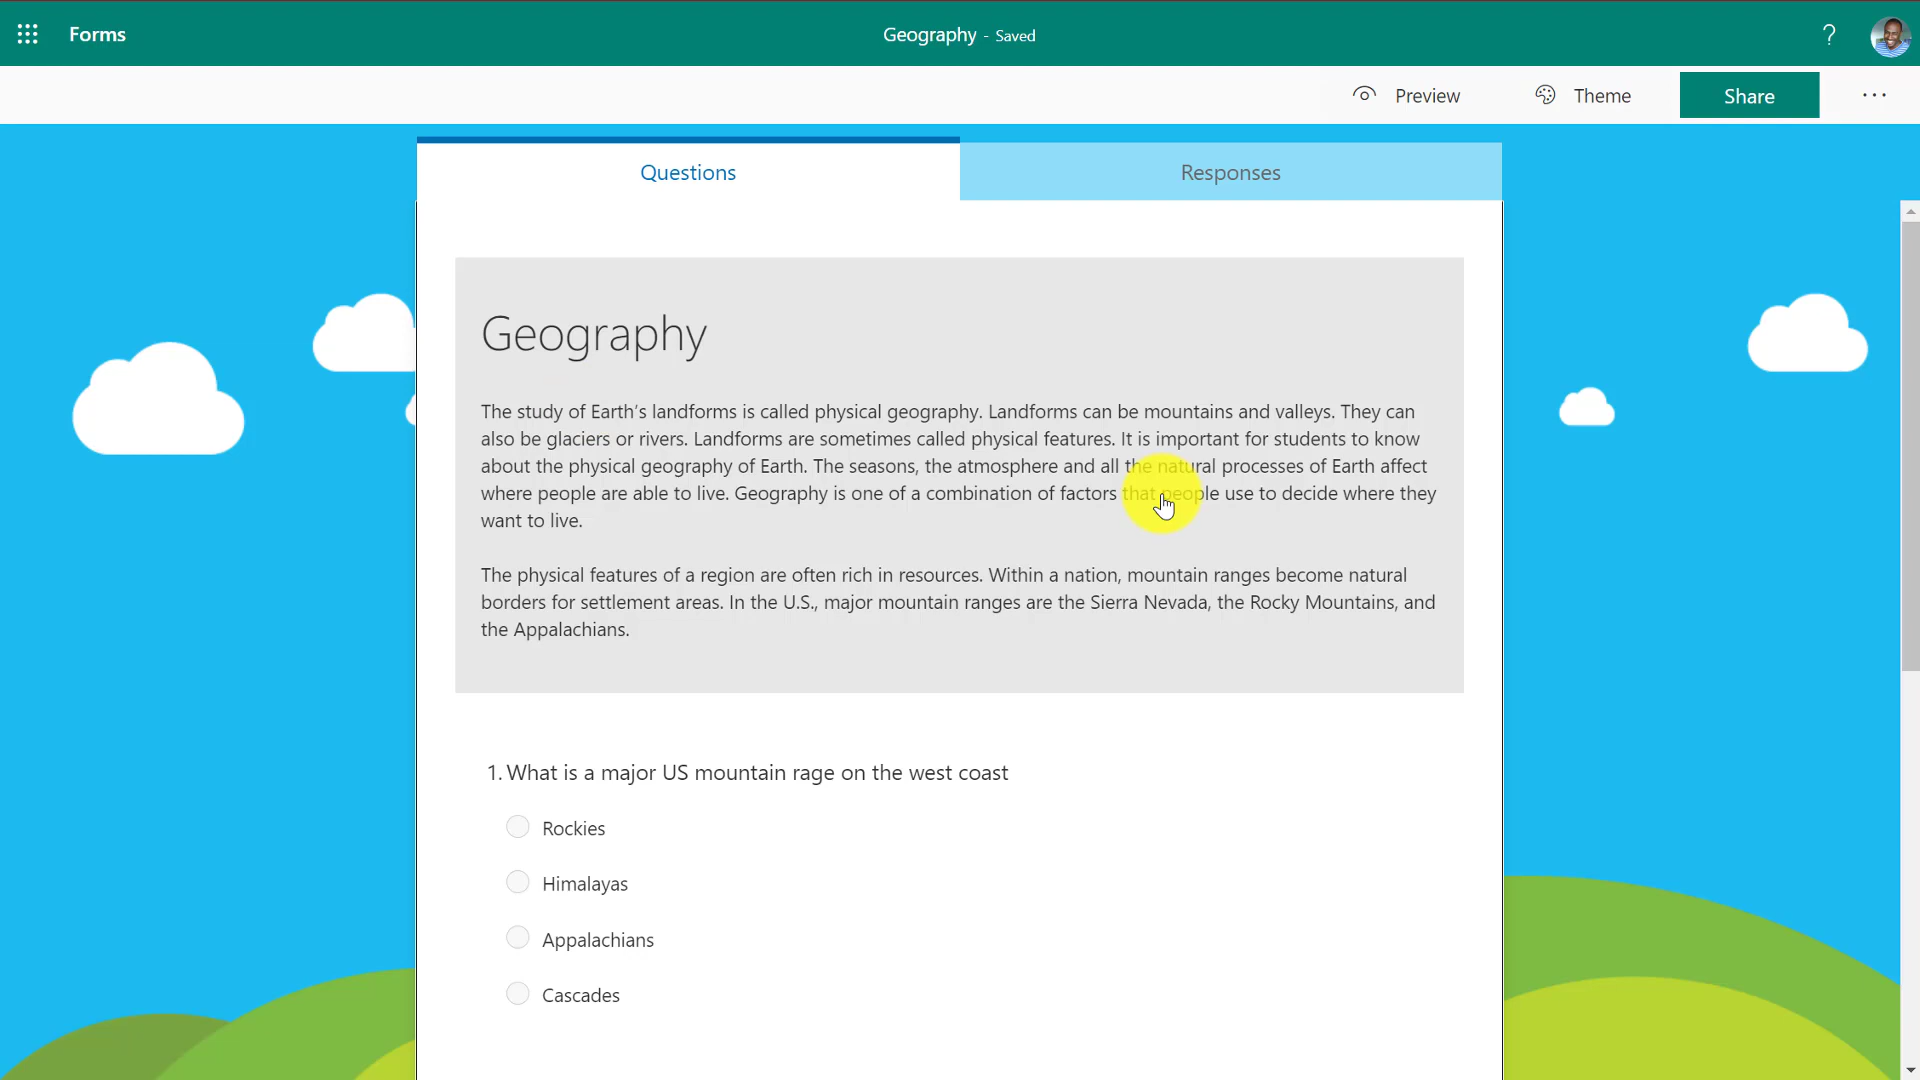 Forms
Geography - Saved
?
Preview
Theme
Share
...
Questions
Responses
Geography
The study of Earth's landforms is called physical geography. Landforms can be mountains and valleys. They can
also be glaciers or rivers. Landforms are sometimes called physical features. It is important for students to know
about the physical geography of Earth. The seasons, the atmosphere and all the natural processes of Earth affect
where people are able to live. Geography is one of a combination of factors that people use to decide where they
want to live.
The physical features of a region are often rich in resources. Within a nation, mountain ranges become natural
borders for settlement areas. In the U.S., major mountain ranges are the Sierra Nevada, the Rocky Mountains, and
the Appalachians.
1. What is a major US mountain rage on the west coast
Rockies
Himalayas
Appalachians
Cascades